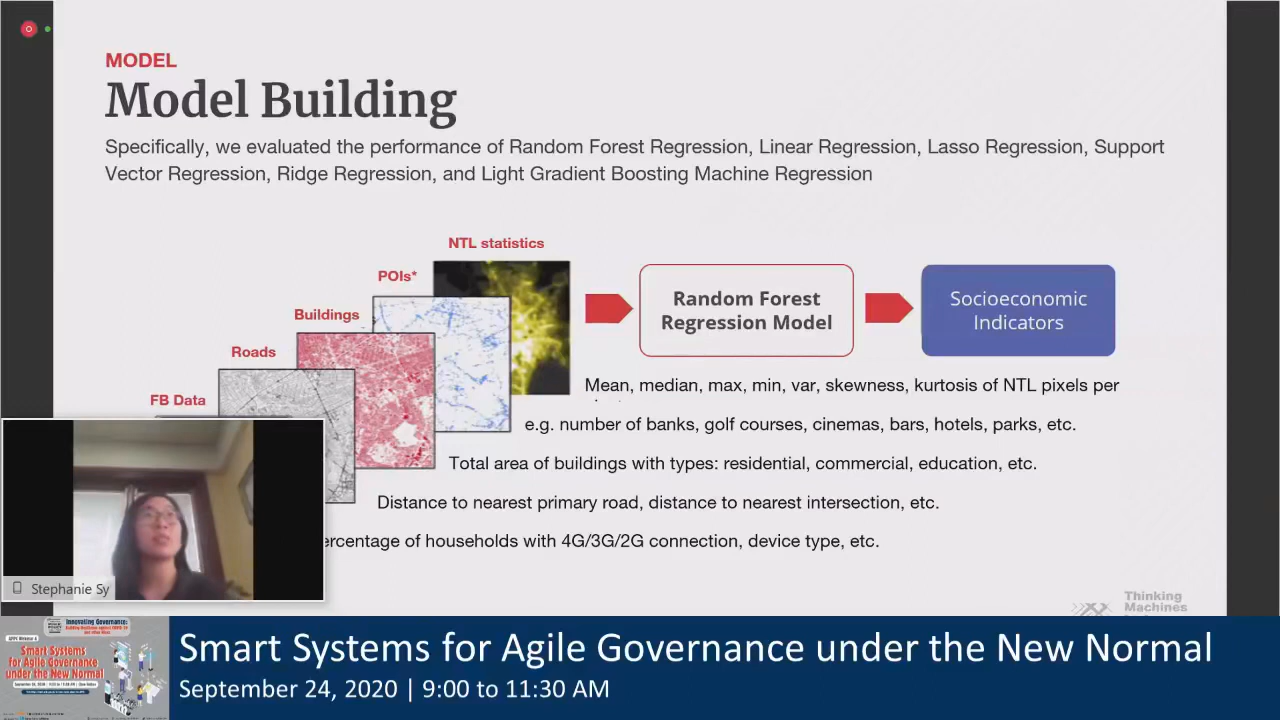 MODEL
Model Building
Specifically, we evaluated the performance of Random Forest Regression, Linear Regression, Lasso Regression, Support
Vector Regression, Ridge Regression, and Light Gradient Boosting Machine Regression
NTL statistics
POIs*
Buildings
Roads
FB Data
Random Forest
Regression Model
Socioeconomic
Indicators
Mean, median, max, min, var, skewness, kurtosis of NTL pixels per
e.g. number of banks, golf courses, cinemas, bars, hotels, parks, etc.
Total area of buildings with types: residential, commercial, education, etc.
Distance to nearest primary road, distance to nearest intersection, etc.
ercentage of households with 4G/3G/2G connection, device type, etc.
Stephanie Sy
Thinking
Machines
Innovating Governance:
Smart Systems
for Agile Governance
under the New Normal
Smart Systems for Agile Governance under the New Normal
September 24, 2020 | 9:00 to 11:30 AM